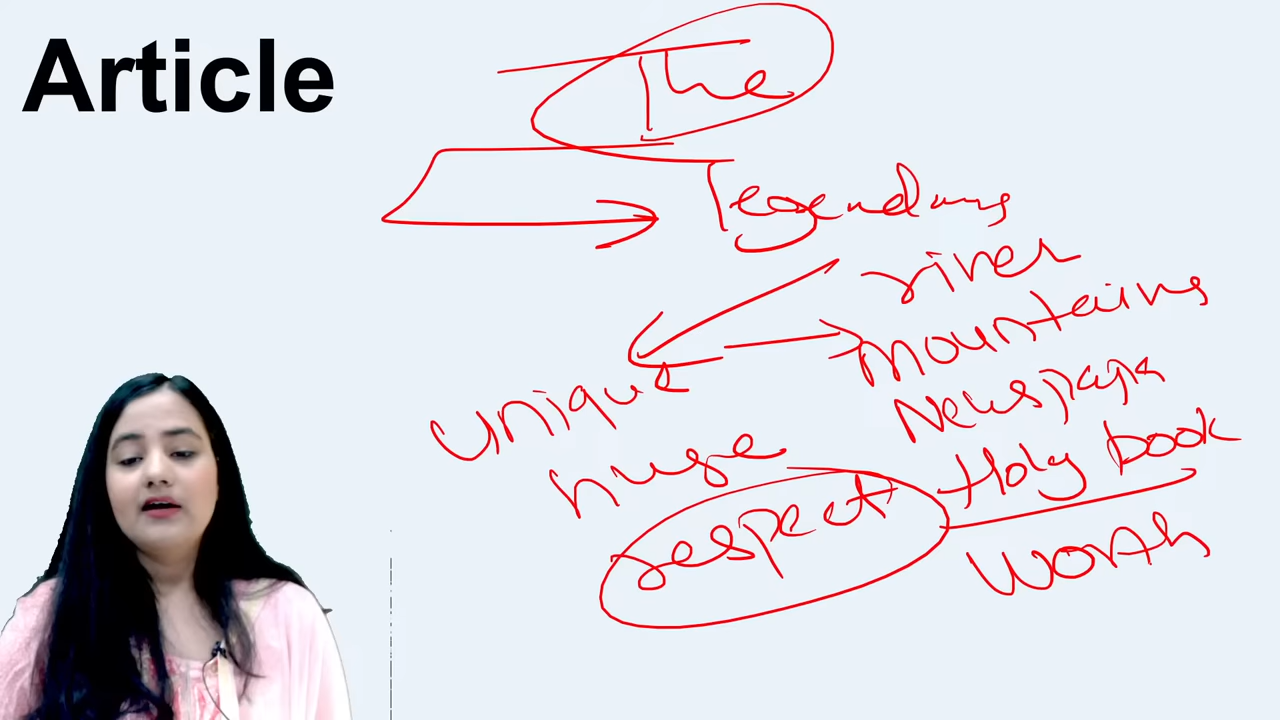 Article
The
Legendary
river
Mountains
unique
Newspaper
huge
Holy book
respect
worth